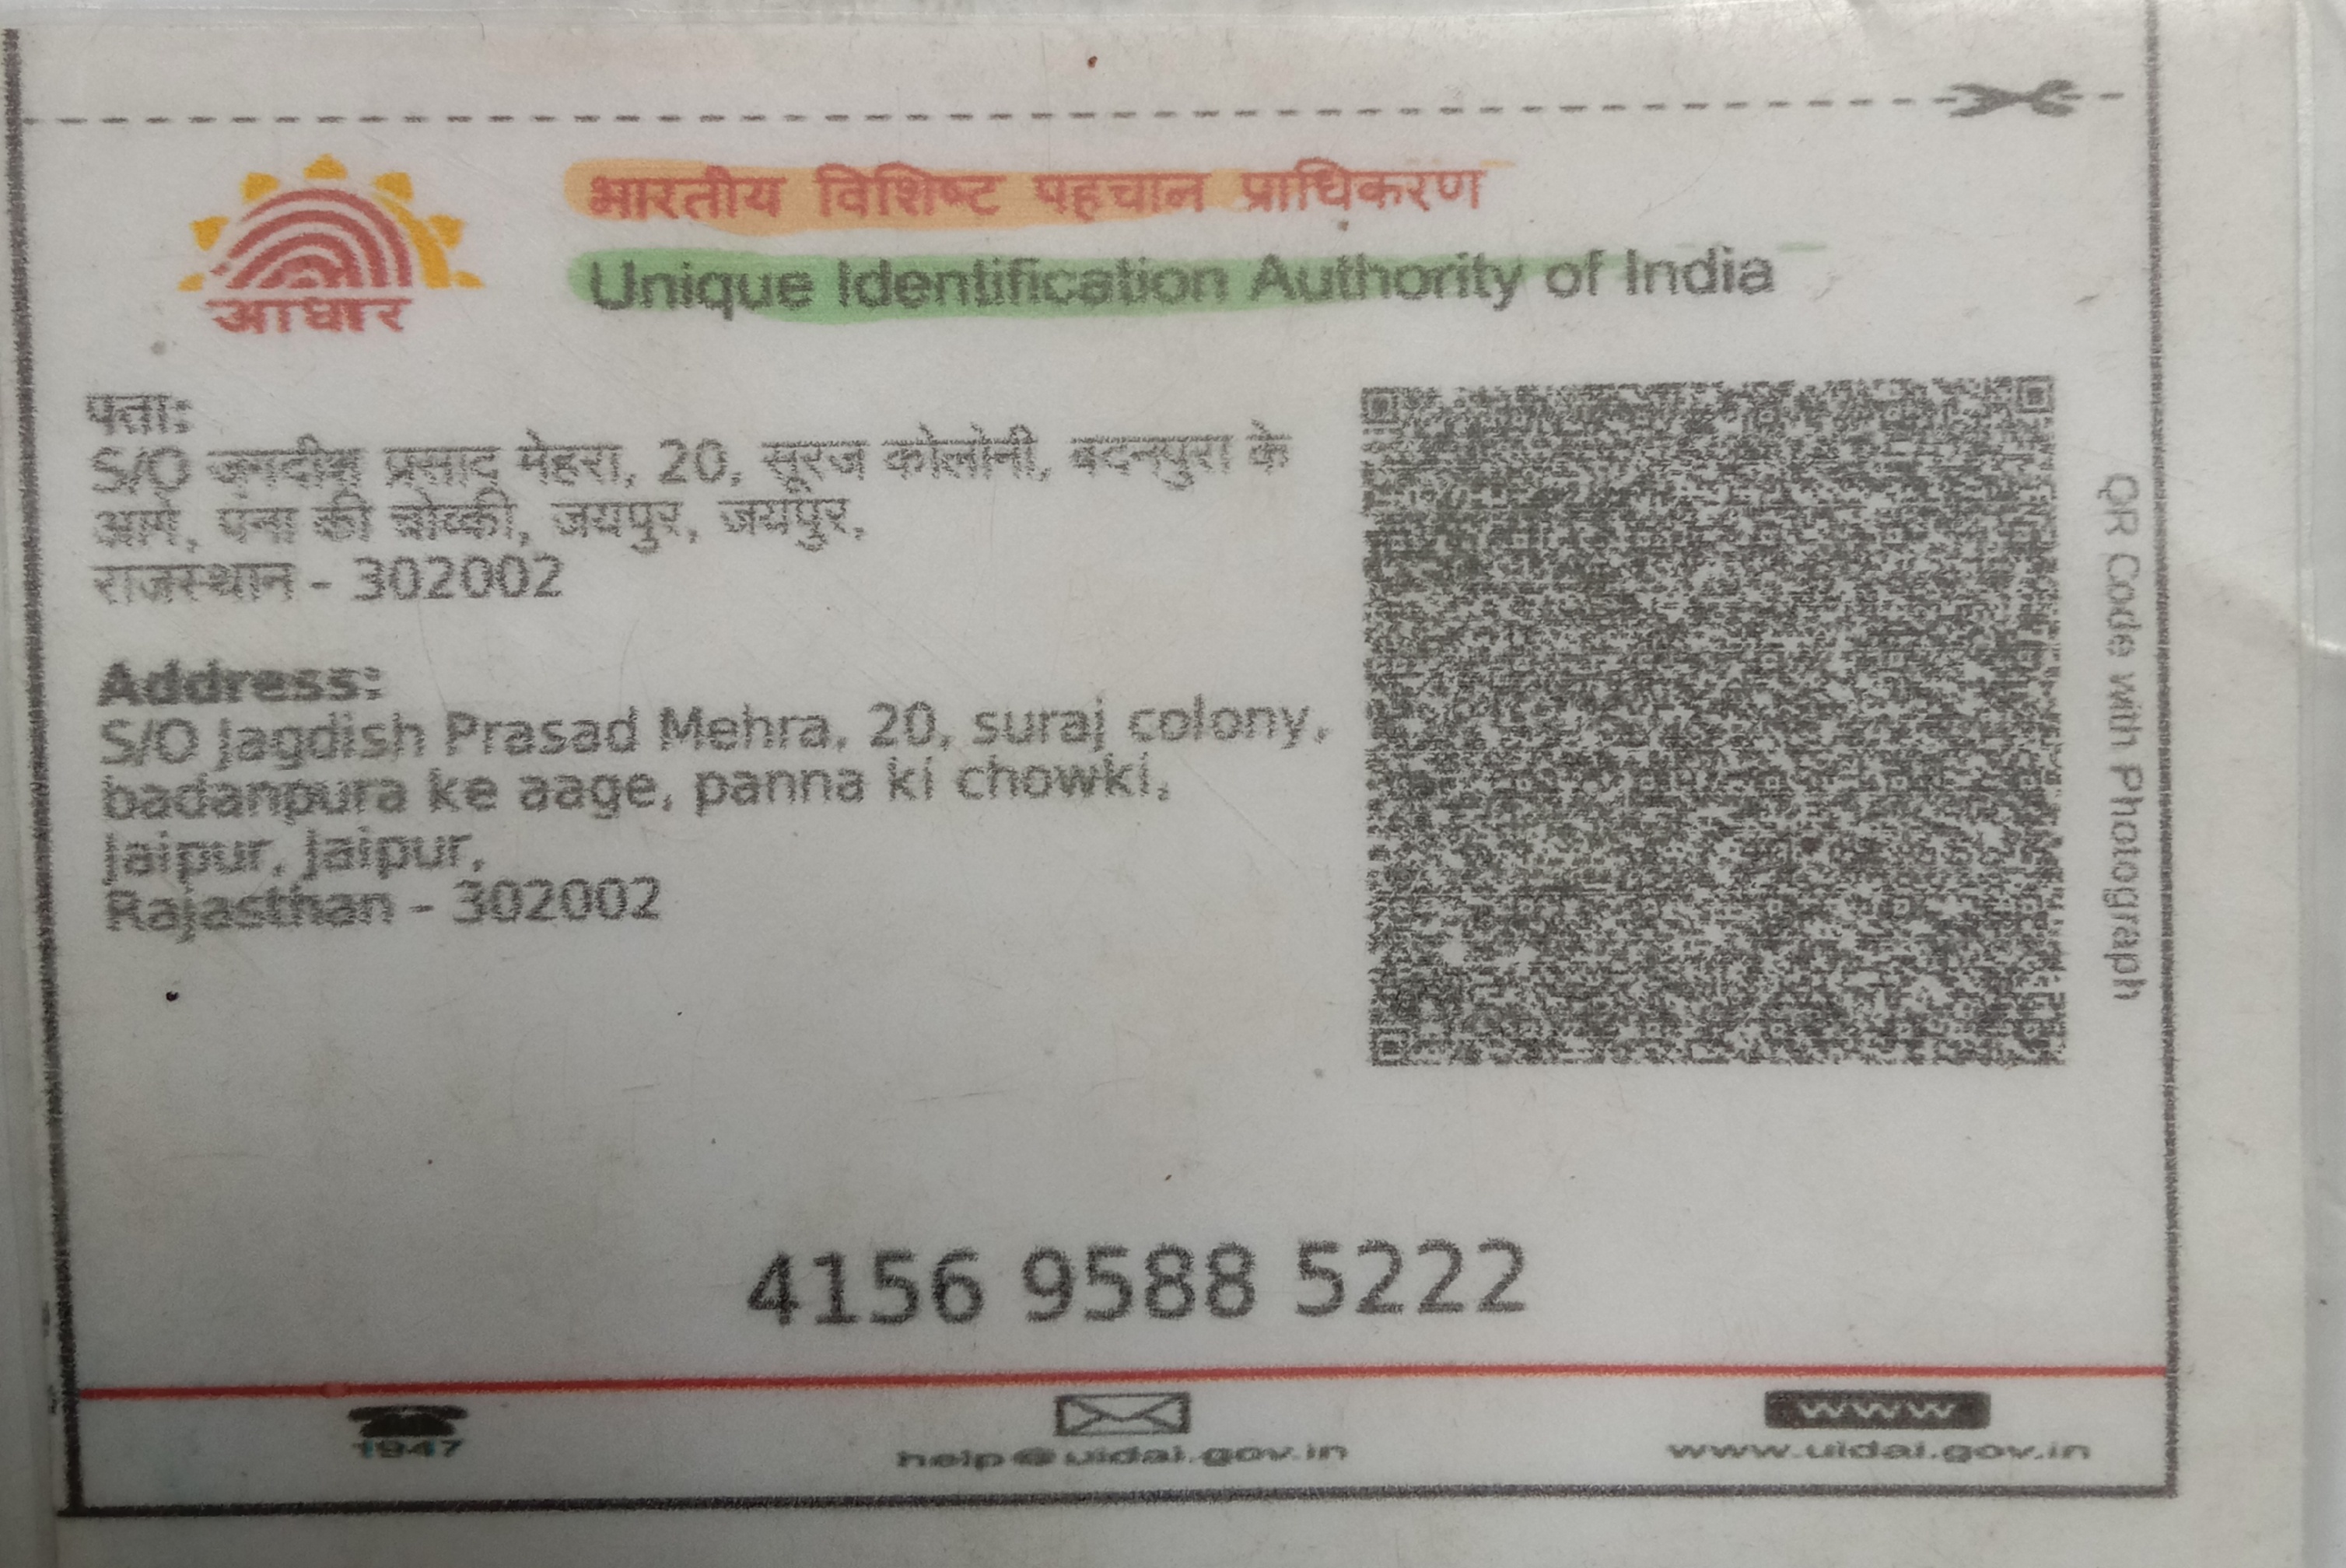 भारतीय विशिष्ट पहचान प्राधिकरण
Unique Identification Authority of India
आधार
पता:
S/O जगदीश प्रसाद मेहरा, 20, सूरज कोलोनी, बदनपुरा के
आगे, पना की चोव्की, जयपुर, जयपुर,
राजस्थान - 302002
Address:
S/O Jagdish Prasad Mehra, 20, suraj colony,
badanpura ke aage, panna ki chowki,
Jaipur, Jaipur,
Rajasthan - 302002
QR Code with Photograph
4156 9588 5222
1947
help@uidai.gov.in
www
www.uidai.gov.in